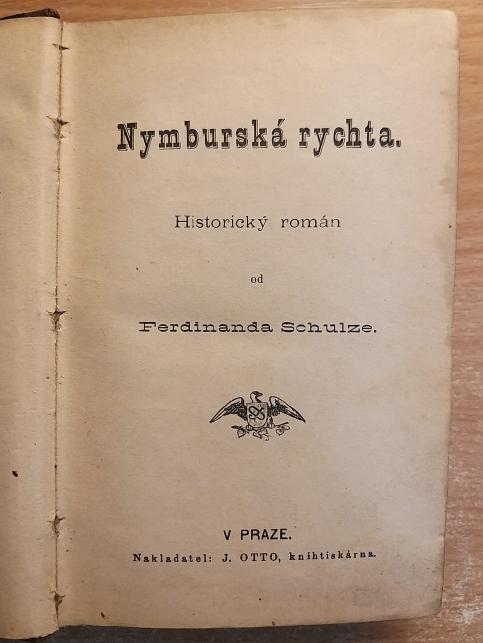 Nymburská rychta.
Historický román
od
Ferdinanda Schulze.
V PRAZE.
Nakladatel: J. OTTO, knihtiskárna.